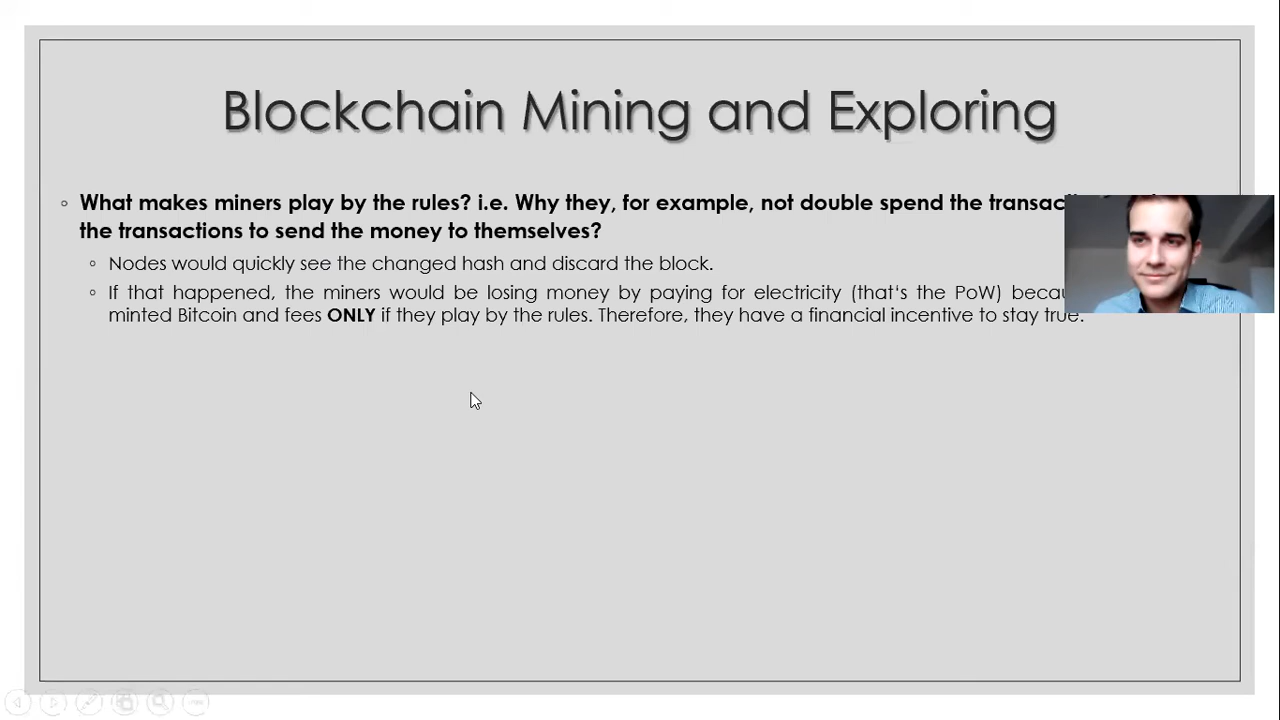 Blockchain Mining and Exploring
What makes miners play by the rules? i.e. Why they, for example, not double spend the
the transactions to send the money to themselves?
Nodes would quickly see the changed hash and discard the block.
If that happened, the miners would be losing money by paying for electricity (that's the PoW)
minted Bitcoin and fees ONLY if they play by the rules. Therefore, they have a financial incentive to stay true.